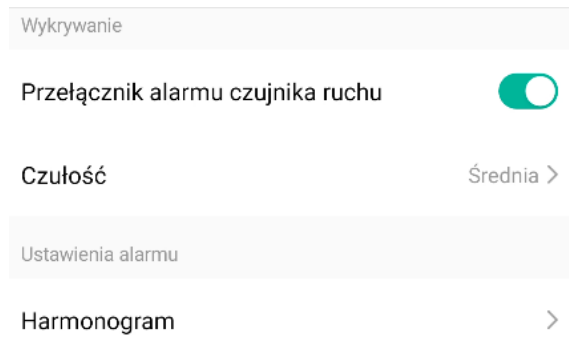 Wykrywanie
Przełącznik alarmu czujnika ruchu
Czułość Średnia
Ustawienia alarmu
Harmonogram